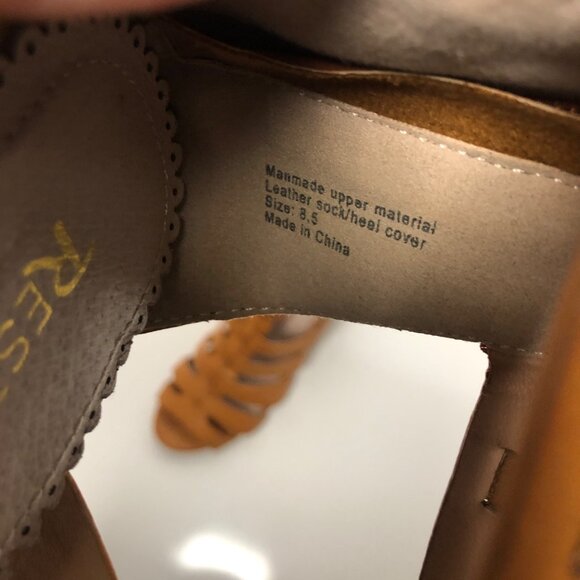 Manmade upper material
Leather sock/heel cover
Size: 8.5
Made in China